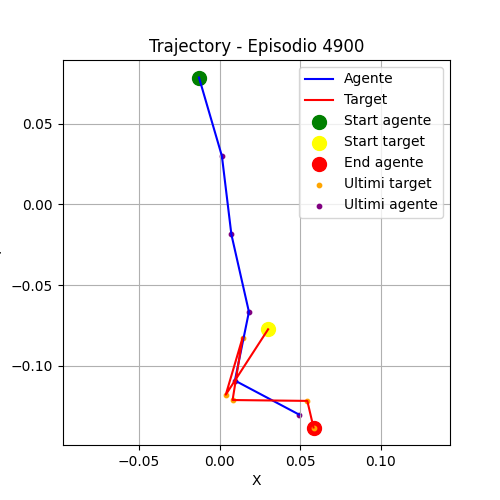 Trajectory - Episodio 4900
Agente
Target
Start agente
Start target
End agente
Ultimi target
Ultimi agente
0.05
0.00
−0.05
−0.10
−0.05
0.00
0.05
0.10
X